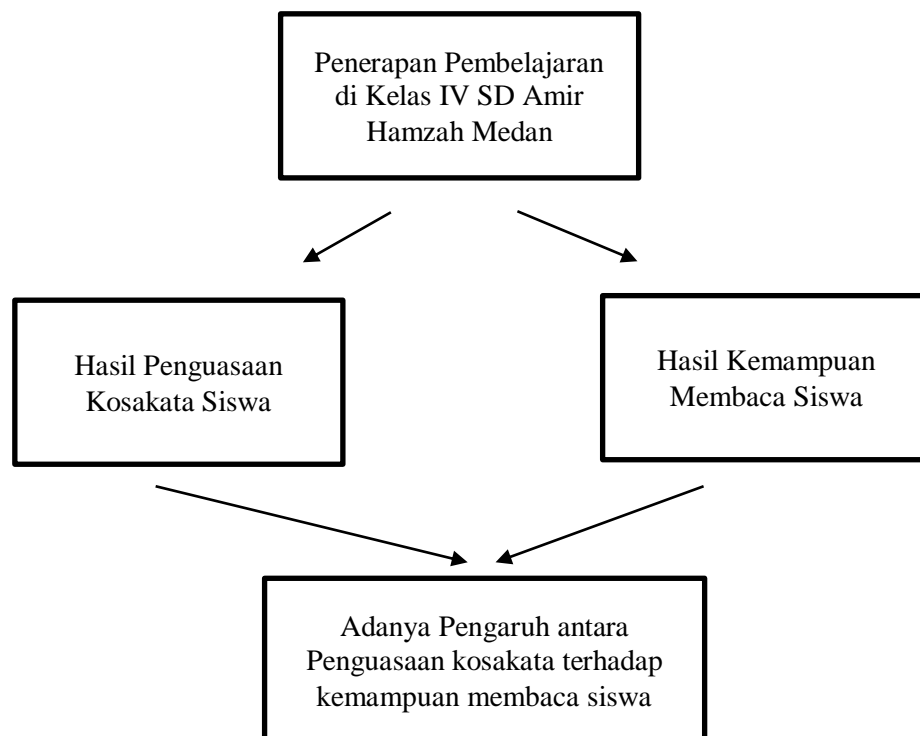 Penerapan Pembelajaran
di Kelas IV SD Amir
Hamzah Medan
Hasil Penguasaan
Kosakata Siswa
Hasil Kemampuan
Membaca Siswa
Adanya Pengaruh antara
Penguasaan kosakata terhadap
kemampuan membaca siswa